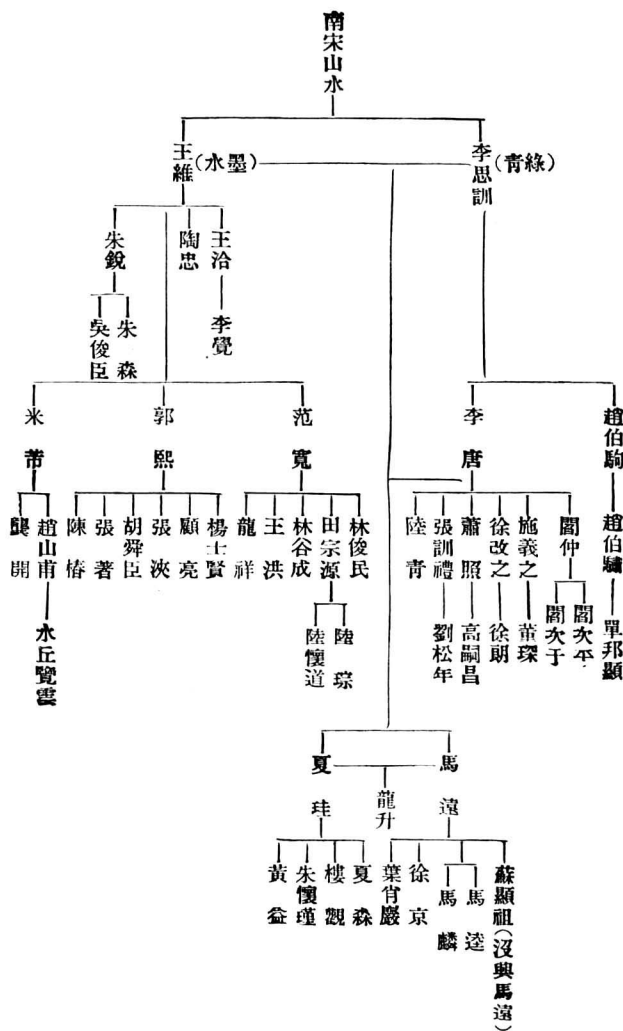 南宋山水
李思訓
(靑綠)
(水墨)
王維
王洽
李覺
陶忠
朱銳
朱森
吳俊臣
趙伯駒
趙伯驌
單邦顯
李唐
閻仲
閻次平
閻次于
施義之
董琛
徐改之
徐朗
蕭照
高嗣昌
張訓禮
劉松年
陸靑
范寬
林俊民
田宗源
陸琮
陸懷道
林谷成
王洪
龍祥
郭熙
楊士賢
顧亮
張浹
胡舜臣
張著
陳椿
米芾
趙山甫
水丘覽雲
龔開
馬遠
龍升
夏珪
蘇顯祖(沒與馬遠)
馬逵
馬麟
徐京
葉肖巖
夏森
樓觀
朱懷瑾
黃益